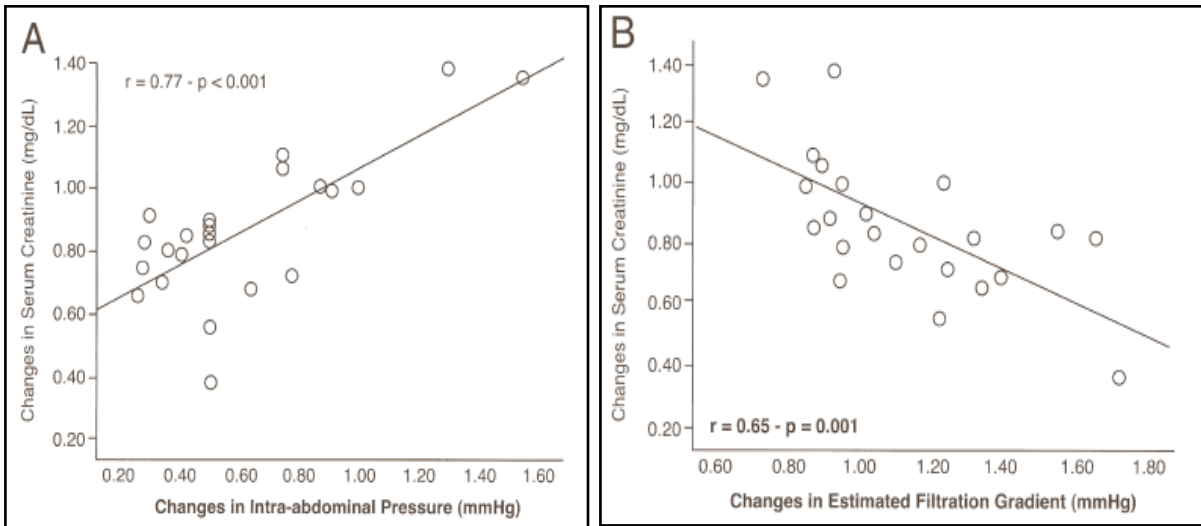 A
r = 0.77 - p < 0.001
Changes in Serum Creatinine (mg/dL)
1.40
1.20
1.00
0.80
0.60
0.40
0.20
0.20 0.40 0.60 0.80 1.00 1.20 1.40 1.60
Changes in Intra-abdominal Pressure (mmHg)
B
Changes in Serum Creatinine (mg/dL)
1.40
1.20
1.00
0.80
0.60
0.40
0.20
r = 0.65 - p = 0.001
0.60 0.80 1.00 1.20 1.40 1.60 1.80
Changes in Estimated Filtration Gradient (mmHg)